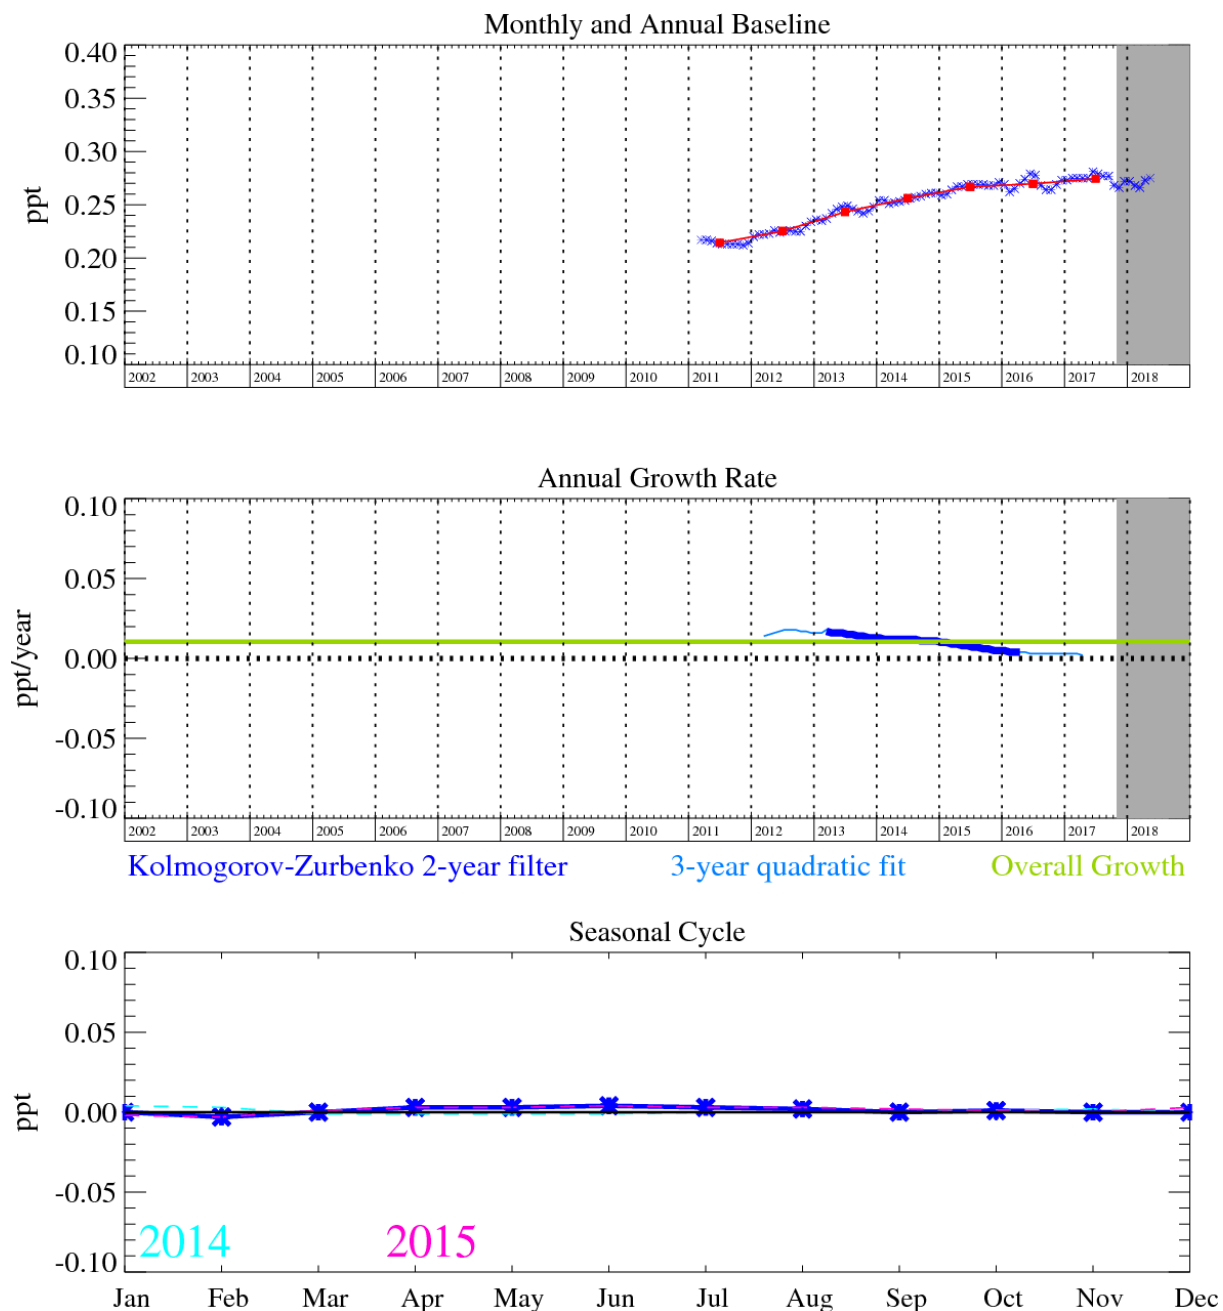 Monthly and Annual Baseline
0.40
0.35
0.30
0.25
0.20
0.15
0.10
ppt
2002 2003 2004 2005 2006 2007 2008 2009 2010 2011 2012 2013 2014 2015 2016 2017 2018
Annual Growth Rate
0.10
0.05
0.00
-0.05
-0.10
ppt/year
2002 2003 2004 2005 2006 2007 2008 2009 2010 2011 2012 2013 2014 2015 2016 2017 2018
Kolmogorov-Zurbenko 2-year filter 3-year quadratic fit Overall Growth
Seasonal Cycle
0.10
0.05
0.00
-0.05
-0.10
ppt
2014 2015
Jan Feb Mar Apr May Jun Jul Aug Sep Oct Nov Dec